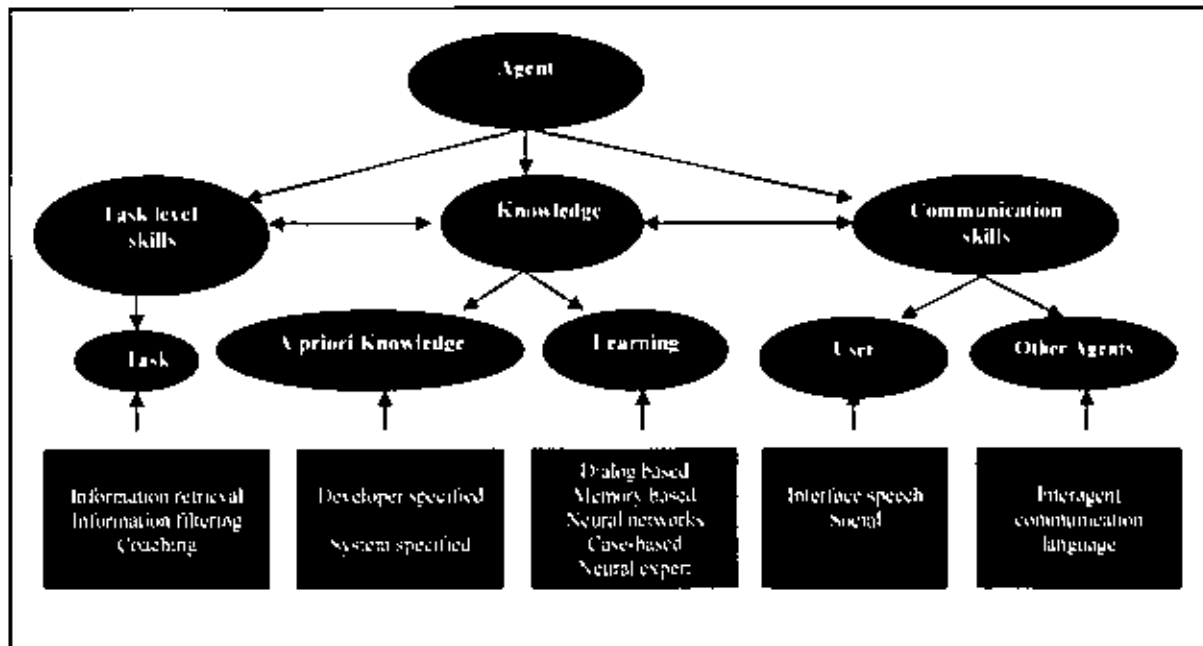 Agent
Task level
skills
Knowledge
Communication
skills
Task
A priori Knowledge
Learning
User
Other Agents
Information retrieval
Information filtering
Coaching
Developer specified
System specified
Dialog based
Memory based
Neural networks
Case-based
Neural expert
Interface speech
Social
Interagent
communication
language